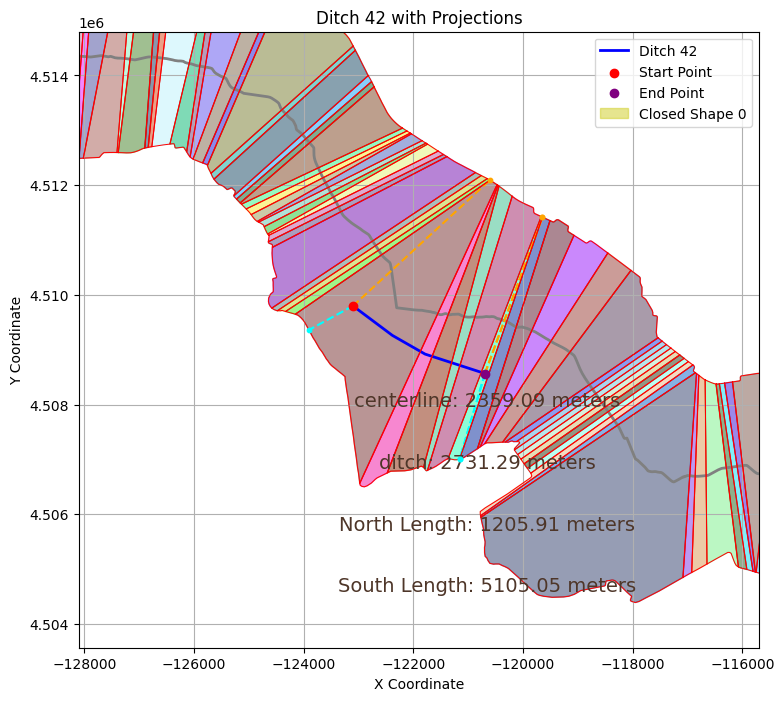 Ditch 42 with Projections
1e6
Ditch 42
Start Point
End Point
Closed Shape 0
4.514
4.512
4.510
4.508
4.506
4.504
Y Coordinate
centerline: 2359.09 meters
ditch: 2731.29 meters
North Length: 1205.91 meters
South Length: 5105.05 meters
−128000 −126000 −124000 −122000 −120000 −118000 −116000
X Coordinate